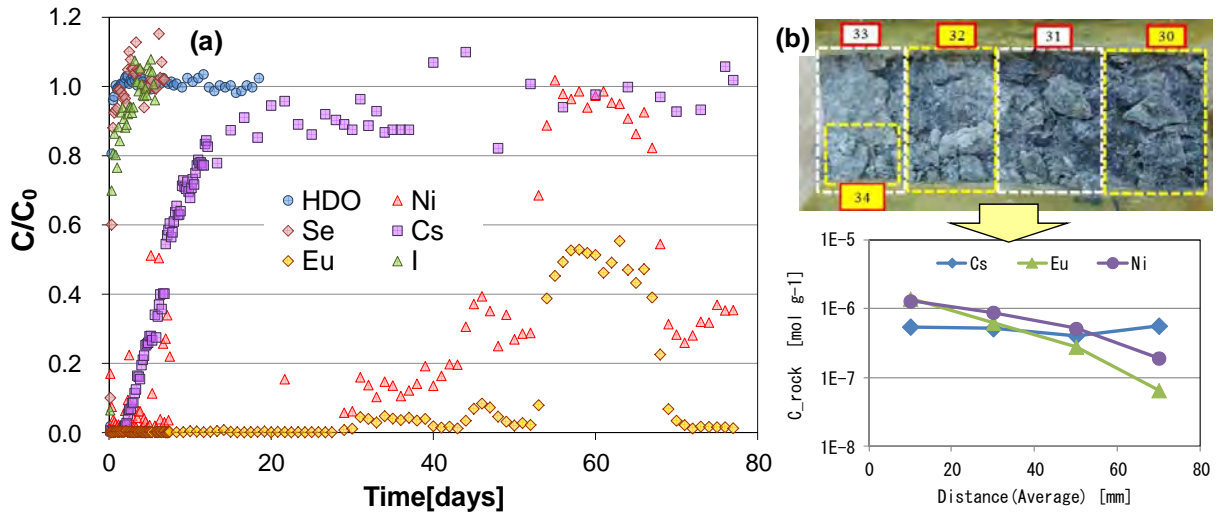 (a)
1.2
1.0
0.8
0.6
0.4
0.2
0.0
C/C0
HDO
Ni
Se
Cs
Eu
I
0
20
40
60
80
Time[days]
(b)
33
32
31
30
34
1E-5
1E-6
1E-7
1E-8
C_rock [mol g-1]
Cs
Eu
Ni
0
20
40
60
80
Distance(Average) [mm]